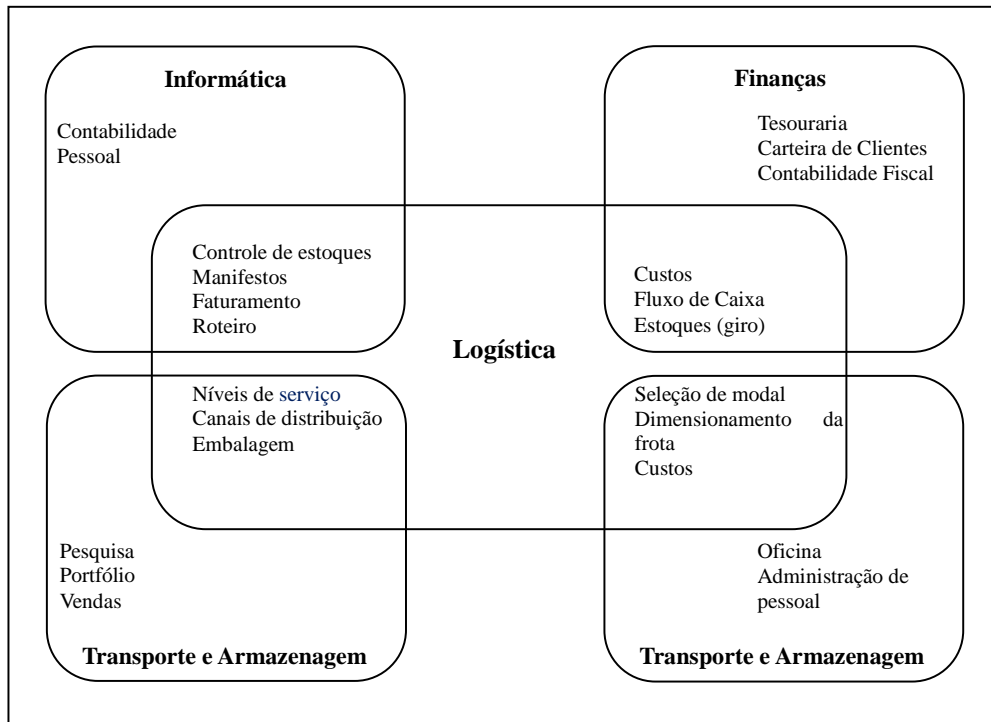 Informática
Contabilidade
Pessoal
Finanças
Tesouraria
Carteira de Clientes
Contabilidade Fiscal
Controle de estoques
Manifestos
Faturamento
Roteiro
Custos
Fluxo de Caixa
Estoques (giro)
Logística
Níveis de serviço
Canais de distribuição
Embalagem
Seleção de modal
Dimensionamento da
frota
Custos
Pesquisa
Portfólio
Vendas
Transporte e Armazenagem
Oficina
Administração de
pessoal
Transporte e Armazenagem